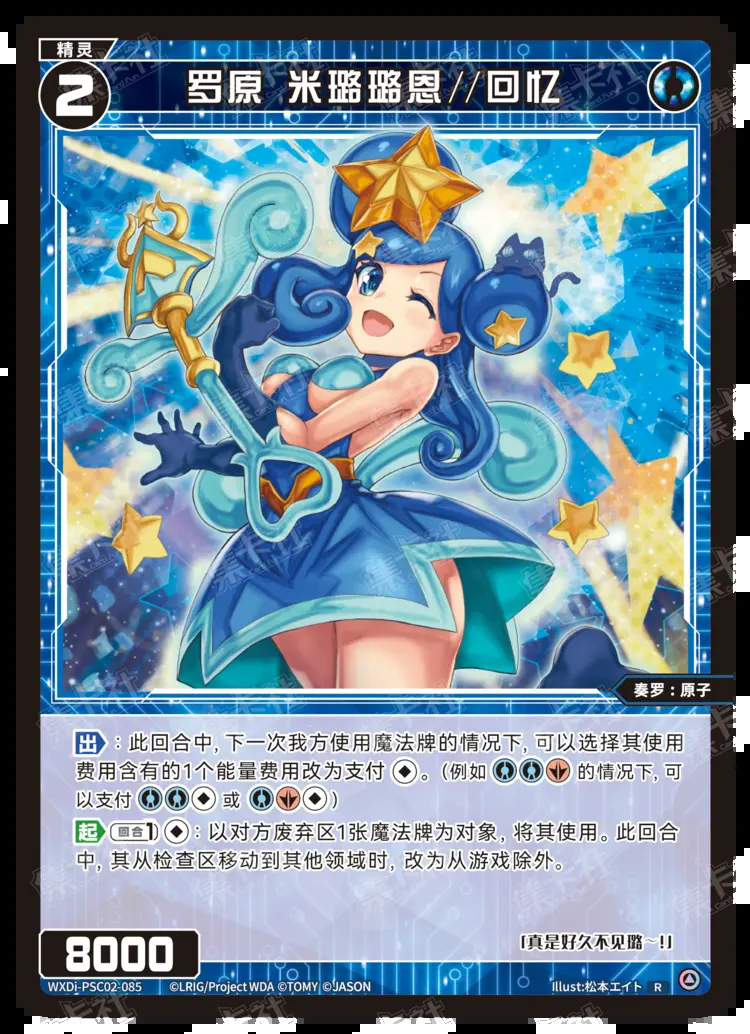 精灵
2
罗原 米璐璐恩//回忆
奏罗：原子
出：此回合中, 下一次我方使用魔法牌的情况下, 可以选择其使用
费用含有的1个能量费用改为支付。（例如 的情况下, 可
以支付 或 ）
起 回合1：以对方废弃区1张魔法牌为对象, 将其使用。此回合
中, 其从检查区移动到其他领域时, 改为从游戏除外。
「真是好久不见璐～!」
8000
WXDi-PSC02-085 ©LRIG/Project WDA ©TOMY ©JASON Illust:松本エイト R
集卡社